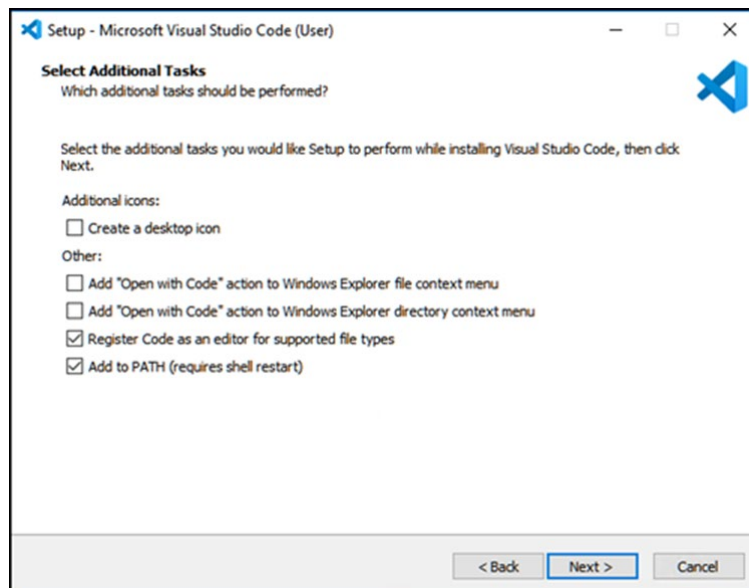 Setup - Microsoft Visual Studio Code (User)
Select Additional Tasks
Which additional tasks should be performed?
Select the additional tasks you would like Setup to perform while installing Visual Studio Code, then click
Next.
Additional icons:
Create a desktop icon
Other:
Add "Open with Code" action to Windows Explorer file context menu
Add "Open with Code" action to Windows Explorer directory context menu
Register Code as an editor for supported file types
Add to PATH (requires shell restart)
< Back Next > Cancel